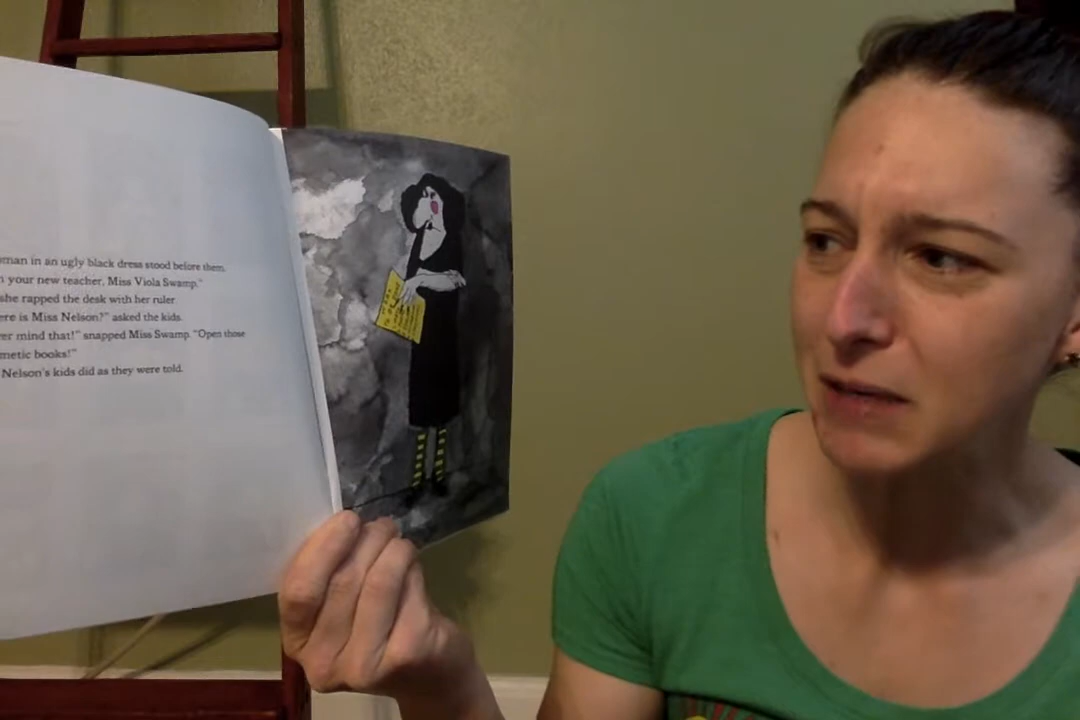 man in an ugly black dress stood before them.
your new teacher, Miss Viola Swamp."
she rapped the desk with her ruler.
ere is Miss Nelson?" asked the kids.
er mind that!" snapped Miss Swamp. "Open those
metic books!"
Nelson's kids did as they were told.